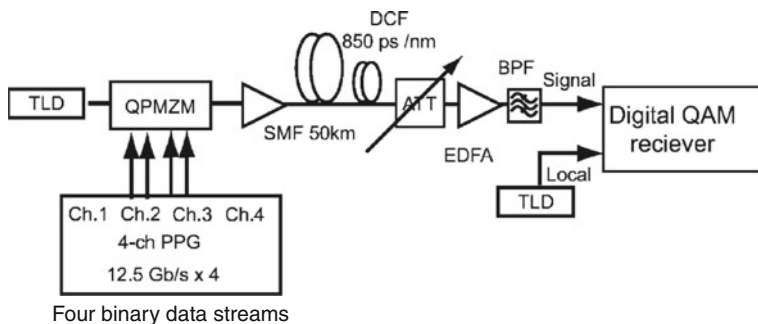 DCF
850 ps /nm
BPF
Signal
TLD
QPMZM
ATT
Digital QAM
reciever
SMF 50km
EDFA
Local
TLD
Ch.1 Ch.2 Ch.3 Ch.4
4-ch PPG
12.5 Gb/s x 4
Four binary data streams